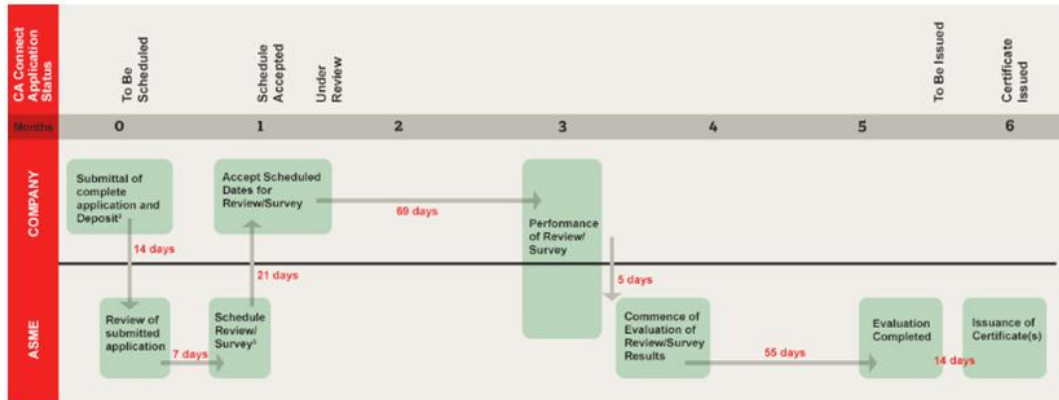 CA Connect
Application
Status
To Be
Scheduled
Schedule
Accepted
Under
Review
To Be Issued
Certificate
Issued
Months
0
1
2
3
4
5
6
COMPANY
Submittal of
complete
application and
Deposit²
Accept Scheduled
Dates for
Review/Survey
69 days
Performance
of Review/
Survey
14 days
21 days
5 days
ASME
Review of
submitted
application
7 days
Schedule
Review/
Survey³
Commence of
Evaluation of
Review/Survey
Results
55 days
Evaluation
Completed
14 days
Issuance of
Certificate(s)